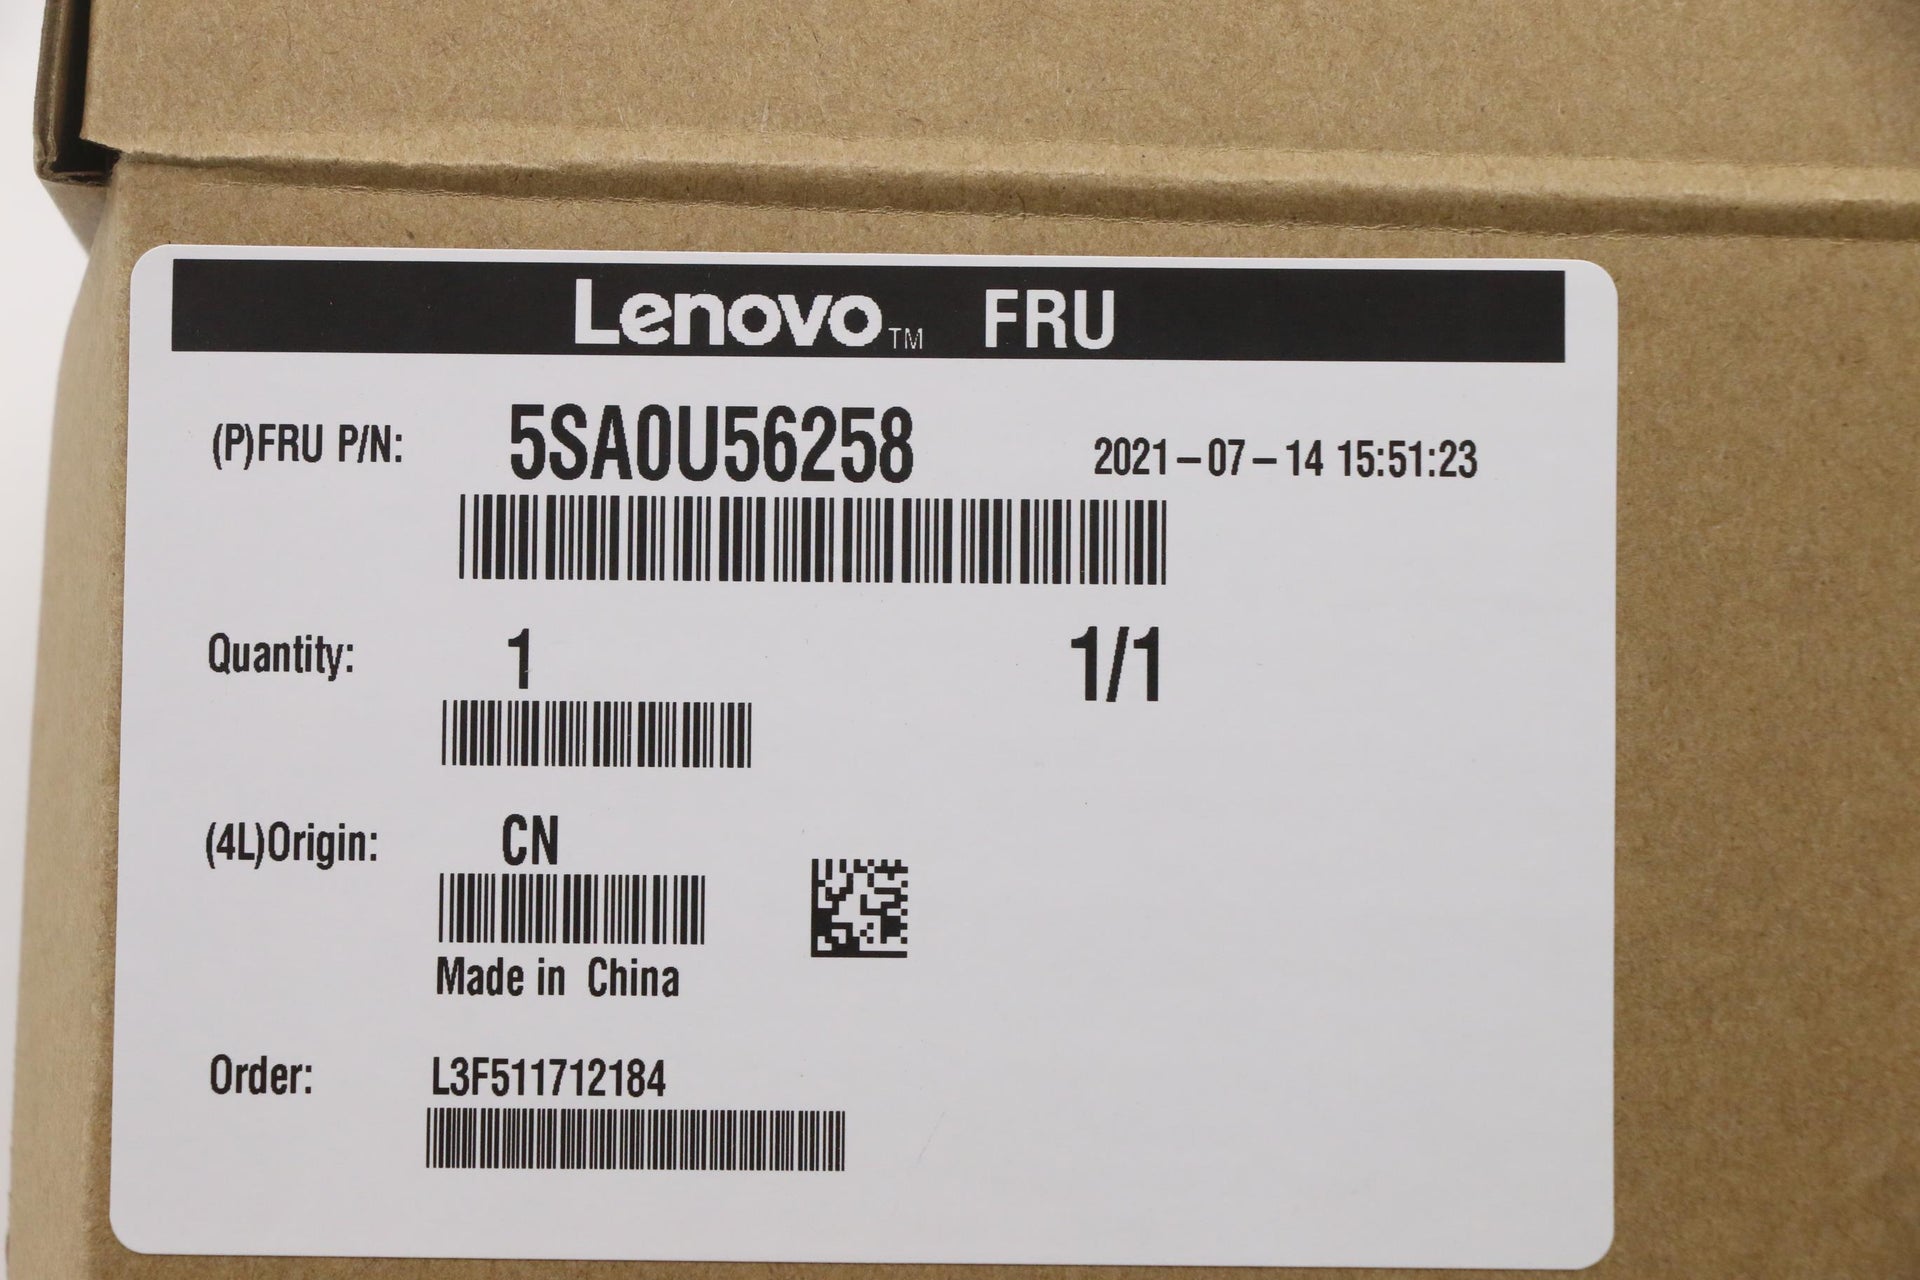 Lenovo™ FRU
(P)FRU P/N: 5SA0U56258 2021-07-14 15:51:23
Quantity: 1 1/1
(4L)Origin: CN
Made in China
Order: L3F511712184